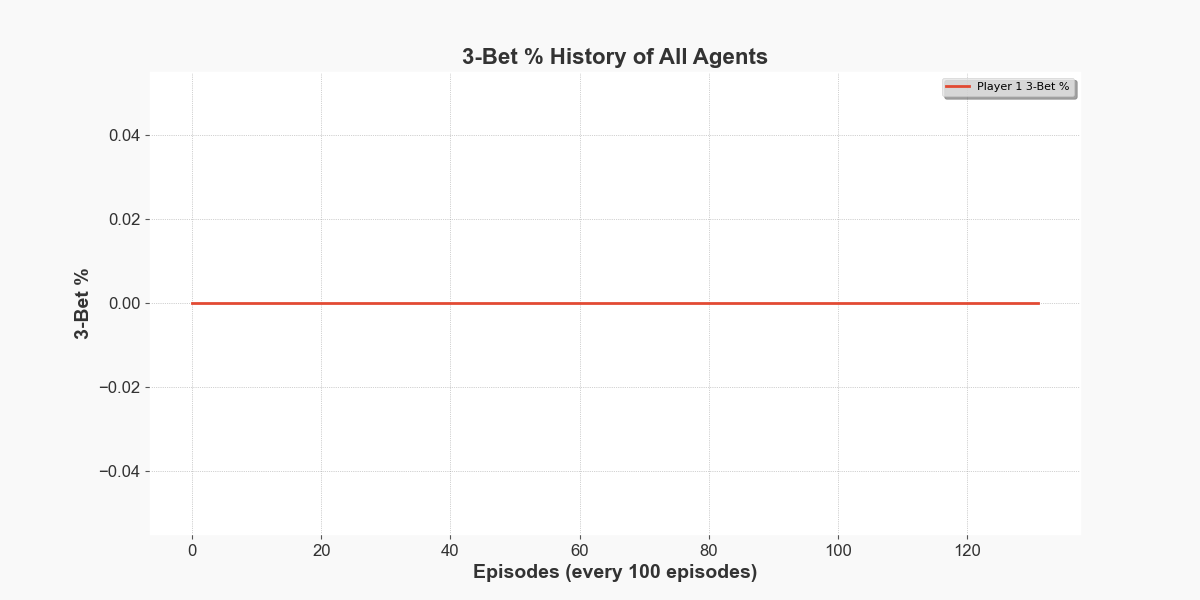 3-Bet % History of All Agents
Player 1 3-Bet %
0.04
0.02
0.00
−0.02
−0.04
3-Bet %
0 20 40 60 80 100 120
Episodes (every 100 episodes)